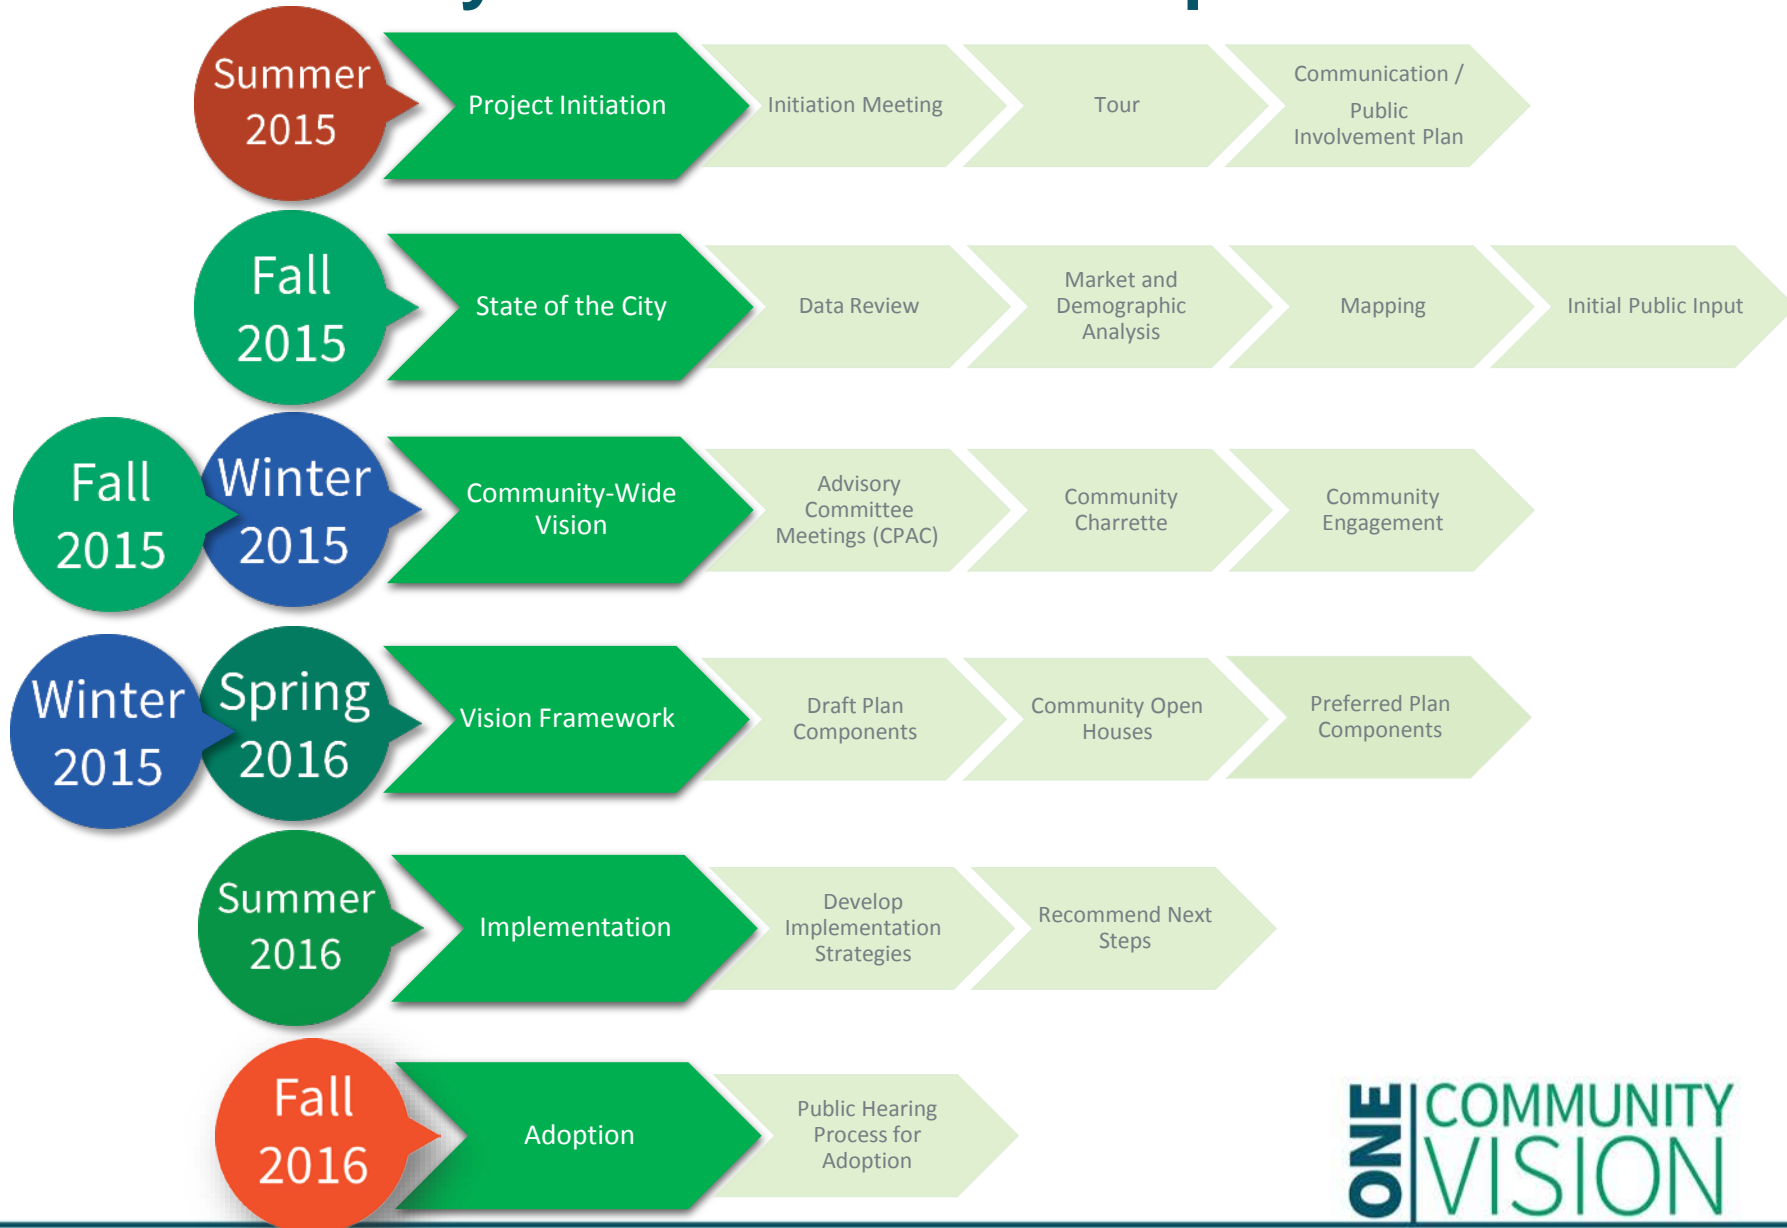 Summer
2015
Project Initiation
Initiation Meeting
Tour
Communication /
Public
Involvement Plan
Fall
2015
State of the City
Data Review
Market and
Demographic
Analysis
Mapping
Initial Public Input
Fall
2015
Winter
2015
Community-Wide
Vision
Advisory
Committee
Meetings (CPAC)
Community
Charrette
Community
Engagement
Winter
2015
Spring
2016
Vision Framework
Draft Plan
Components
Community Open
Houses
Preferred Plan
Components
Summer
2016
Implementation
Develop
Implementation
Strategies
Recommend Next
Steps
Fall
2016
Adoption
Public Hearing
Process for
Adoption
ONE
COMMUNITY
VISION